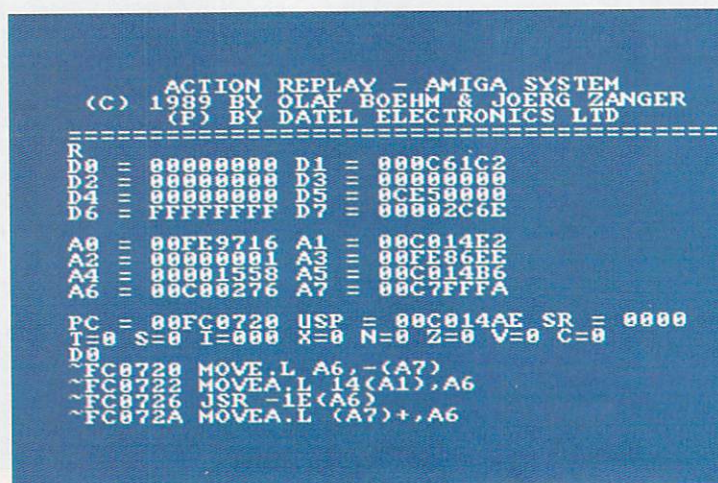 ACTION REPLAY - AMIGA SYSTEM
(C) 1989 BY OLAF BOEHM & JOERG ZANGER
(P) BY DATEL ELECTRONICS LTD
==========================================
R
D0 = 00000000 D1 = 000C61C2
D2 = 00000000 D3 = 00000000
D4 = 00000000 D5 = 0CE50000
D6 = FFFFFFFF D7 = 00002C6E
A0 = 00FE9716 A1 = 00C014E2
A2 = 00000001 A3 = 00FE86EE
A4 = 00001558 A5 = 00C014B6
A6 = 00C00276 A7 = 00C7FFFA
PC = 00FC0720 USP = 00C014AE SR = 0000
T=0 S=0 I=000 X=0 N=0 Z=0 V=0 C=0
D0
~FC0720 MOVE.L A6,-(A7)
~FC0722 MOVEA.L 14(A1),A6
~FC0726 JSR -1E(A6)
~FC072A MOVEA.L (A7)+,A6